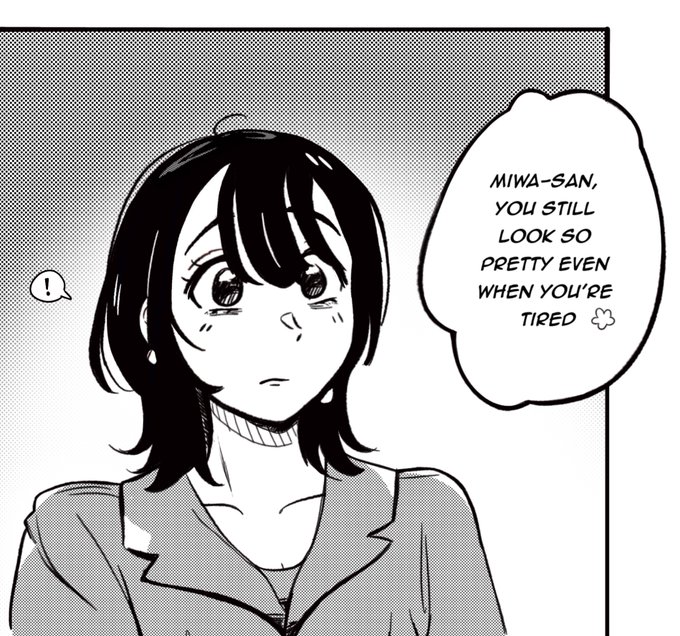 !
MIWA-SAN,
YOU STILL
LOOK SO
PRETTY EVEN
WHEN YOU'RE
TIRED